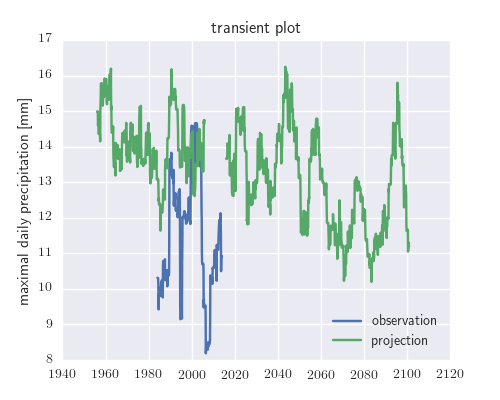 transient plot
maximal daily precipitation [mm]
17
16
15
14
13
12
11
10
9
8
1940 1960 1980 2000 2020 2040 2060 2080 2100 2120
observation
projection